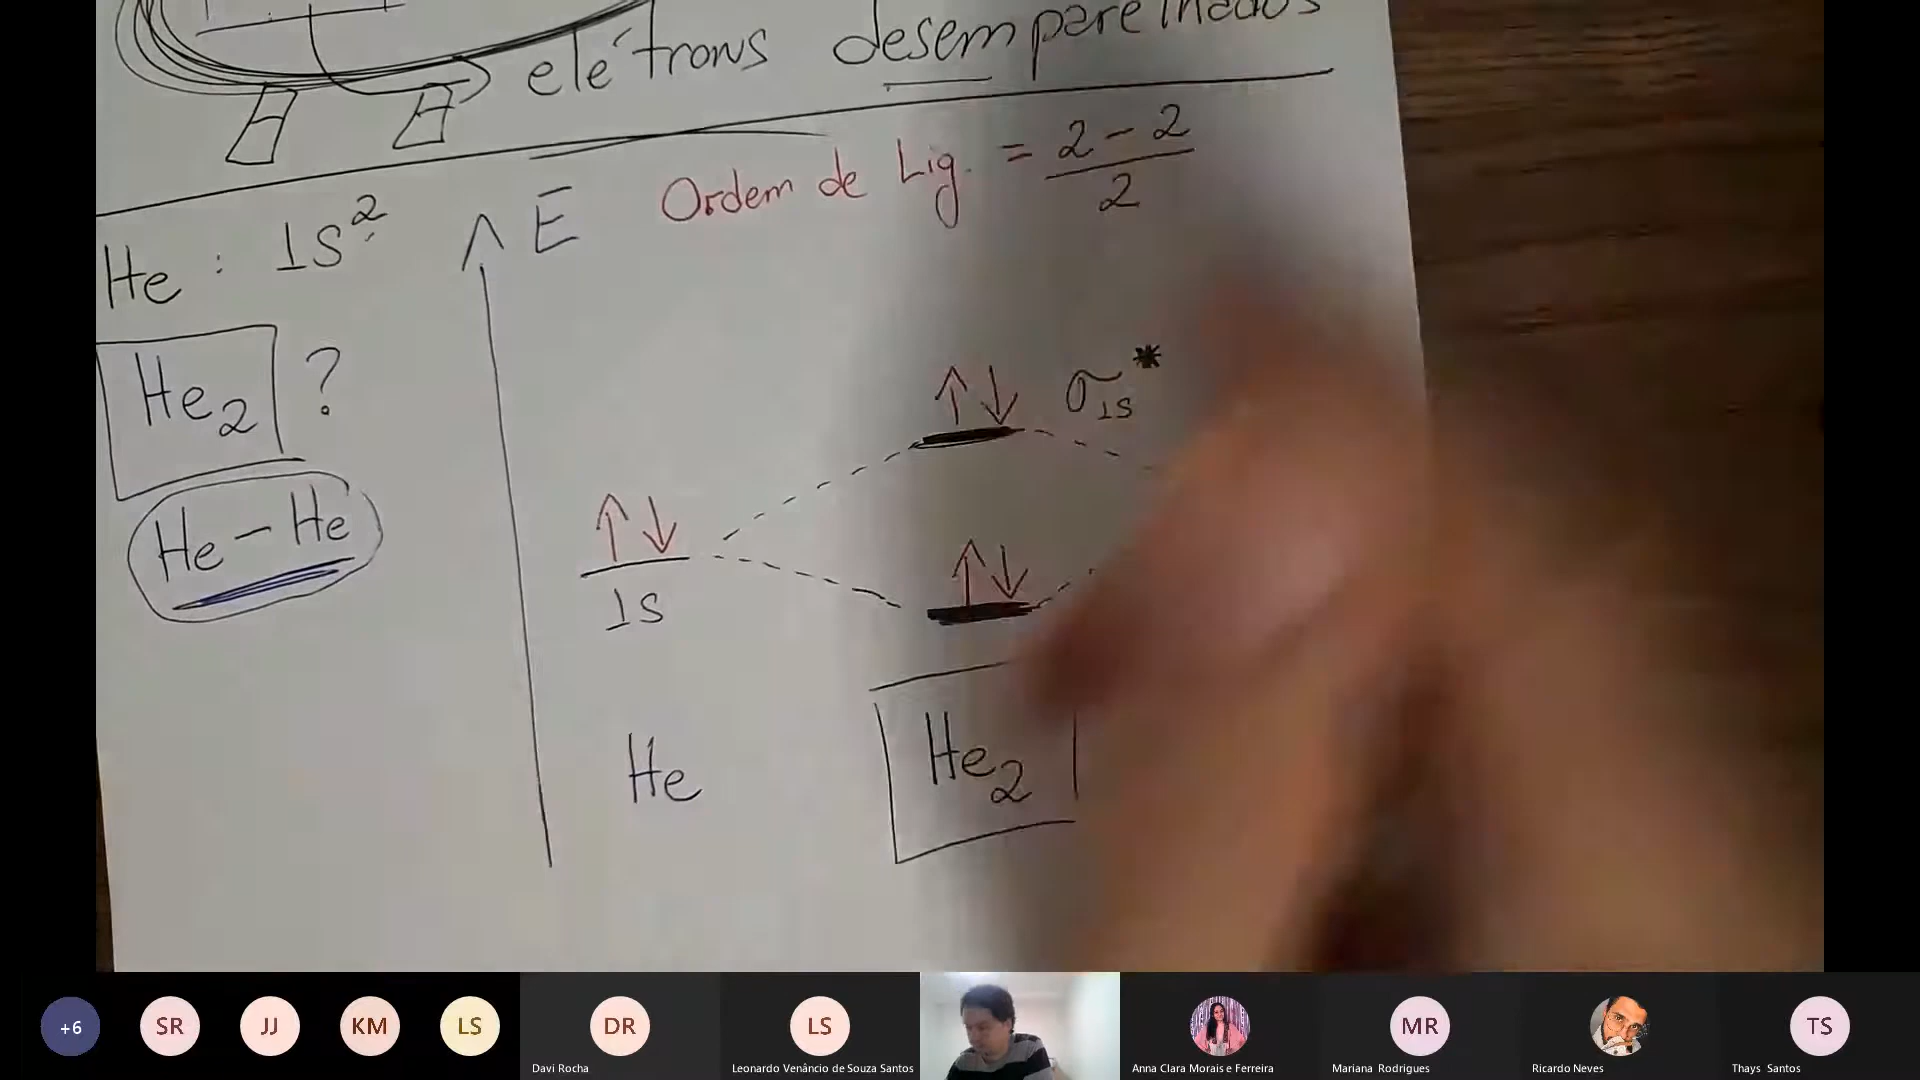 elétrons desemparelhados
Ordem de Lig. = 2 - 2
2
He : 1S²
E
He₂ ?
σ1S*
He - He
↑↓
↑↓
1S
↑↓
He
He₂
+6
SR
JJ
KM
LS
DR
LS
MR
TS
Davi Rocha
Leonardo Venâncio de Souza Santos
Anna Clara Morais e Ferreira
Mariana Rodrigues
Ricardo Neves
Thays Santos